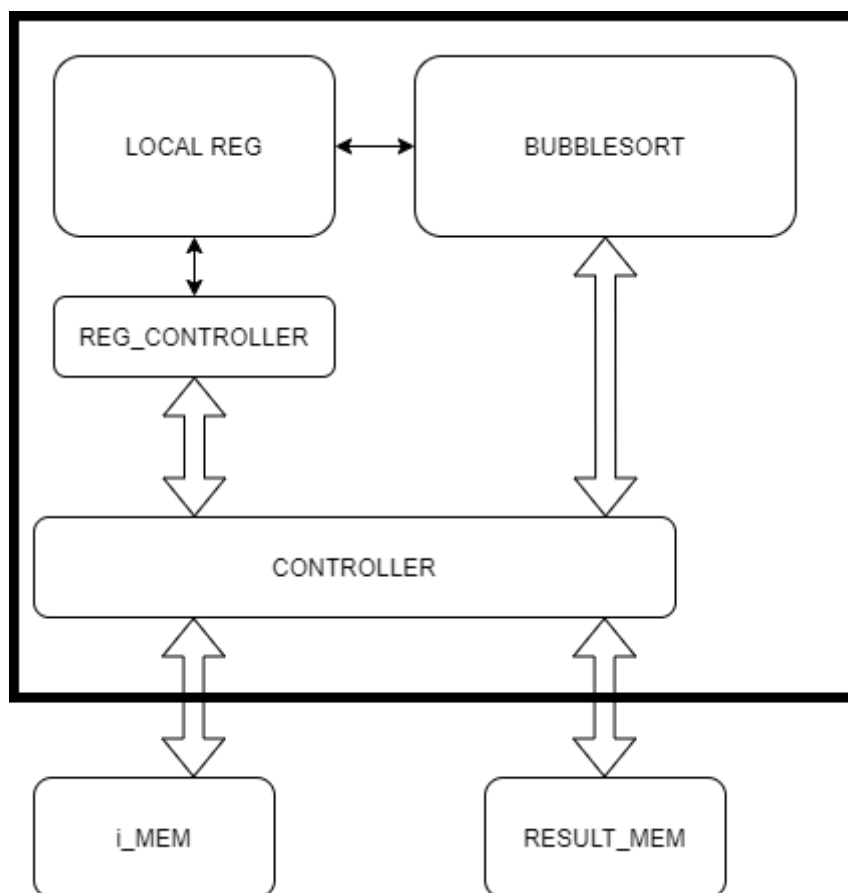 LOCAL REG
BUBBLESORT
REG_CONTROLLER
CONTROLLER
i_MEM
RESULT_MEM